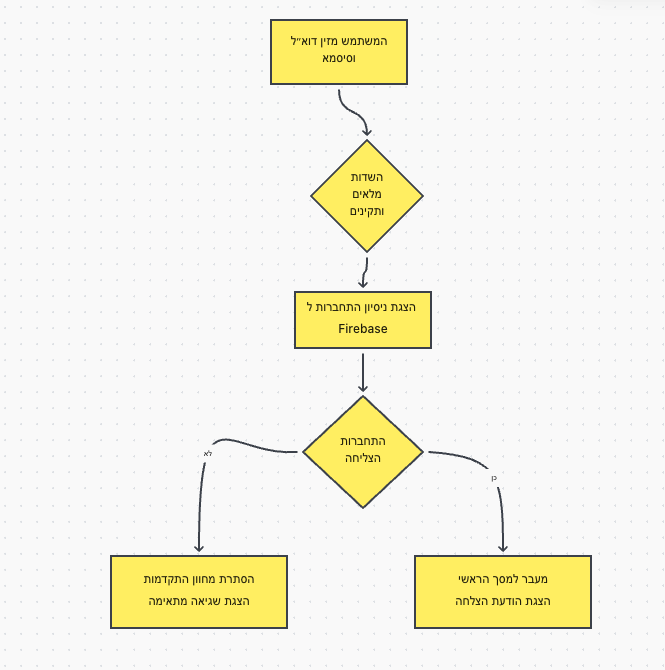 המשתמש מזין דוא״ל
וסיסמא
השדות
מלאים
ותקינים
הצגת ניסיון התחברות ל
Firebase
התחברות
הצליחה
לא
כן
הסתרת מחוון התקדמות
הצגת שגיאה מתאימה
מעבר למסך הראשי
הצגת הודעת הצלחה